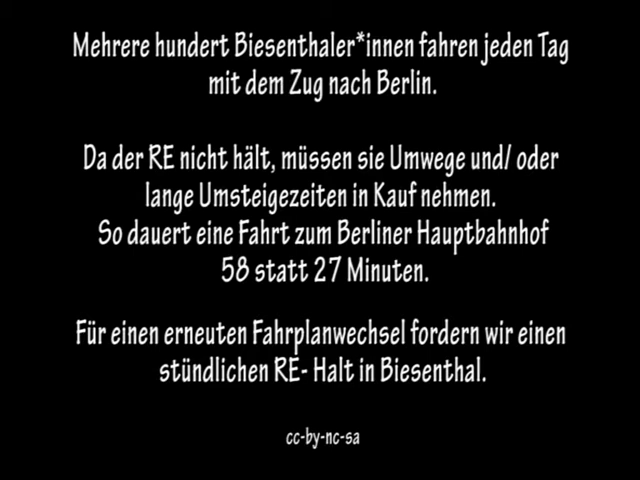 Mehrere hundert Biesenthaler*innen fahren jeden Tag
mit dem Zug nach Berlin.
Da der RE nicht hält, müssen sie Umwege und/ oder
lange Umsteigezeiten in Kauf nehmen.
So dauert eine Fahrt zum Berliner Hauptbahnhof
58 statt 27 Minuten.
Für einen erneuten Fahrplanwechsel fordern wir einen
stündlichen RE- Halt in Biesenthal.
cc-by-nc-sa